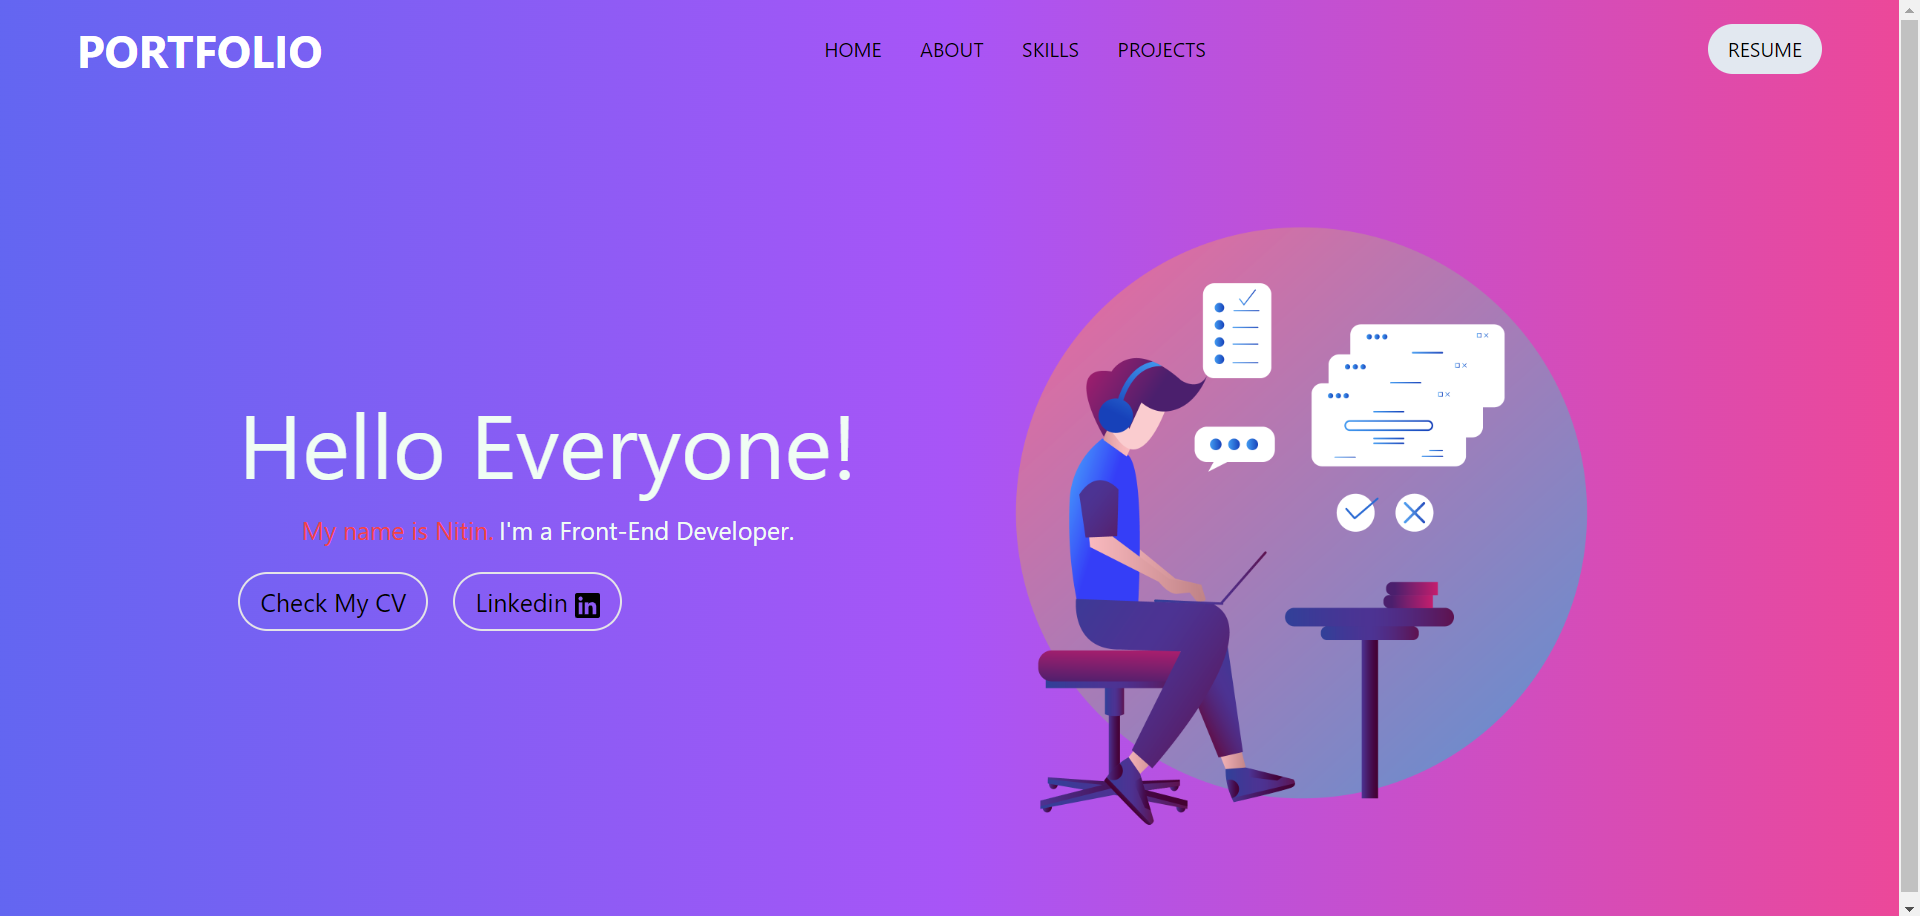 PORTFOLIO
HOME ABOUT SKILLS PROJECTS
RESUME
Hello Everyone!
My name is Nitin. I'm a Front-End Developer.
Check My CV
Linkedin in